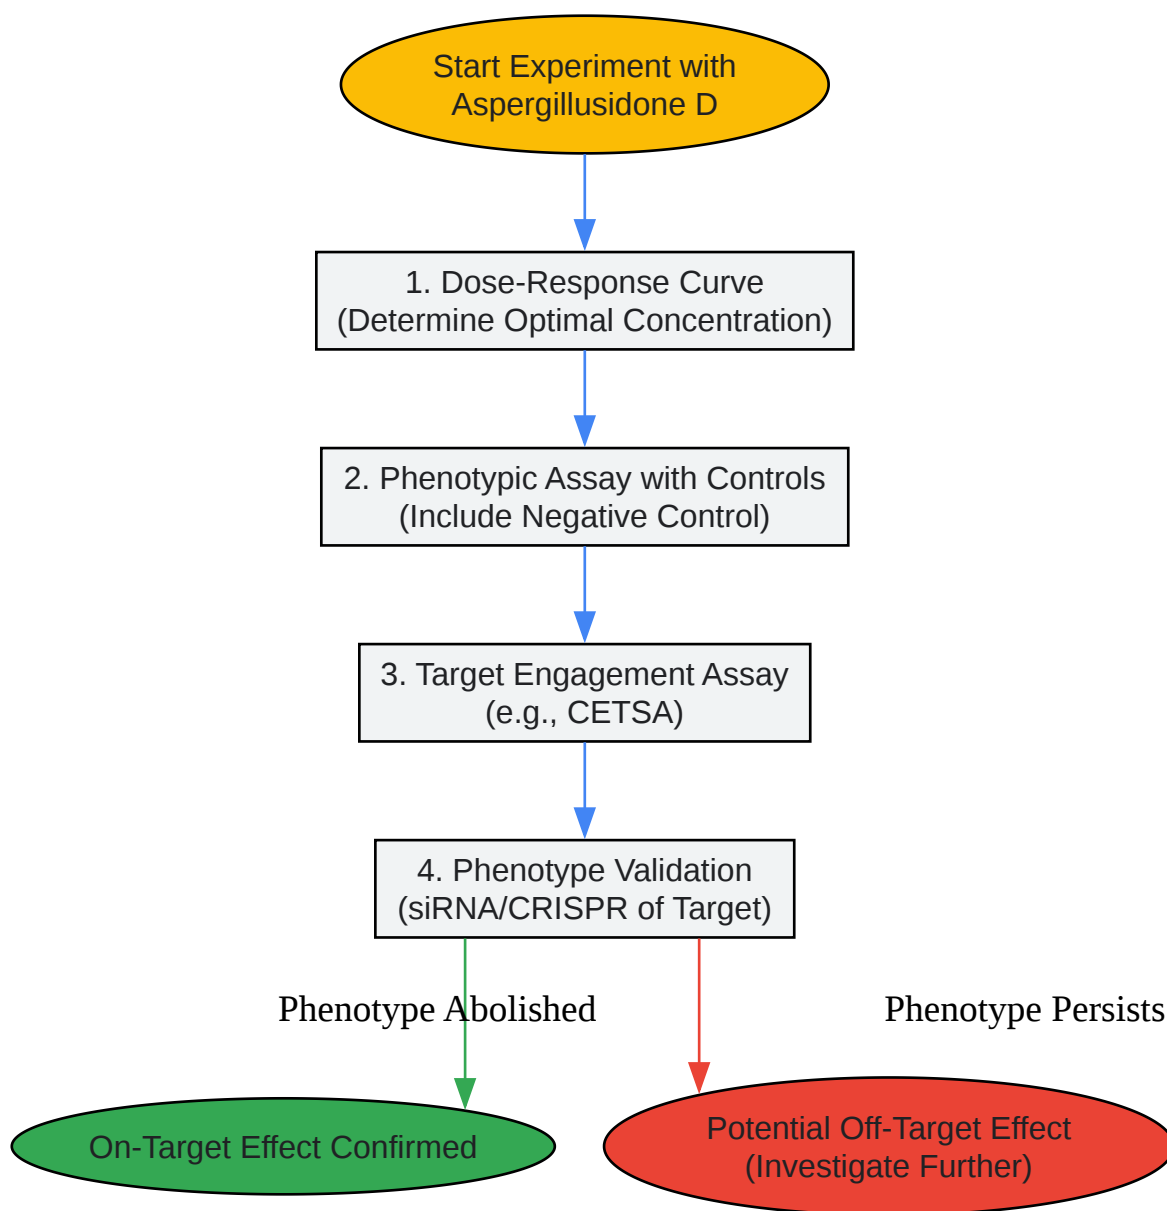 Start Experiment with
Aspergillusidone D
1. Dose-Response Curve
(Determine Optimal Concentration)
2. Phenotypic Assay with Controls
(Include Negative Control)
3. Target Engagement Assay
(e.g., CETSA)
4. Phenotype Validation
(siRNA/CRISPR of Target)
Phenotype Abolished
Phenotype Persists
On-Target Effect Confirmed
Potential Off-Target Effect
(Investigate Further)